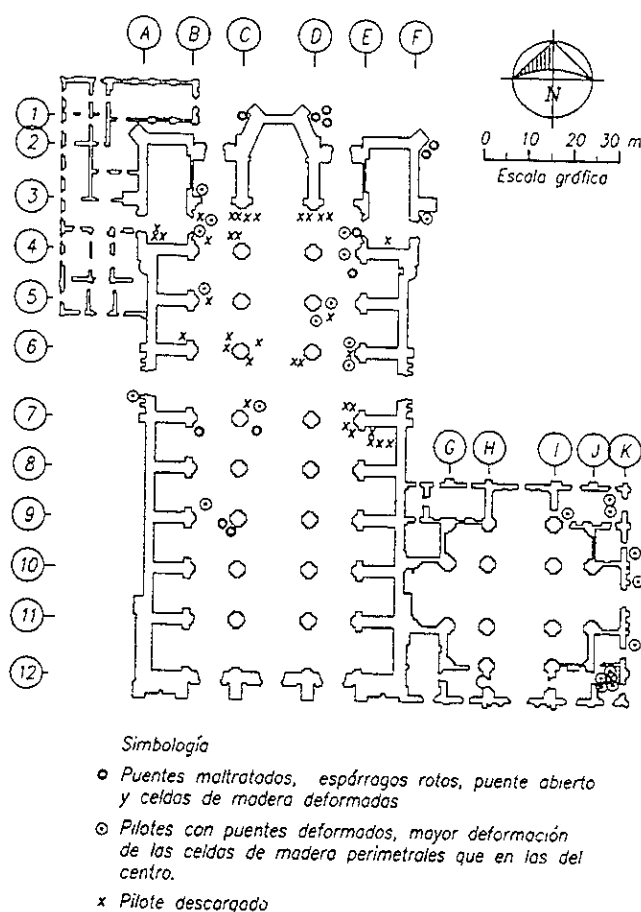 A B C D E F
N
0 10 20 30 m
Escala gráfica
1
2
3
4
5
6
7
8
9
10
11
12
G H I J K
Simbología
Puentes maltratados, espárragos rotos, puente abierto
y celdas de madera deformadas
Pilotes con puentes deformados, mayor deformación
de las celdas de madera perimetrales que en las del
centro.
x Pilote descargado